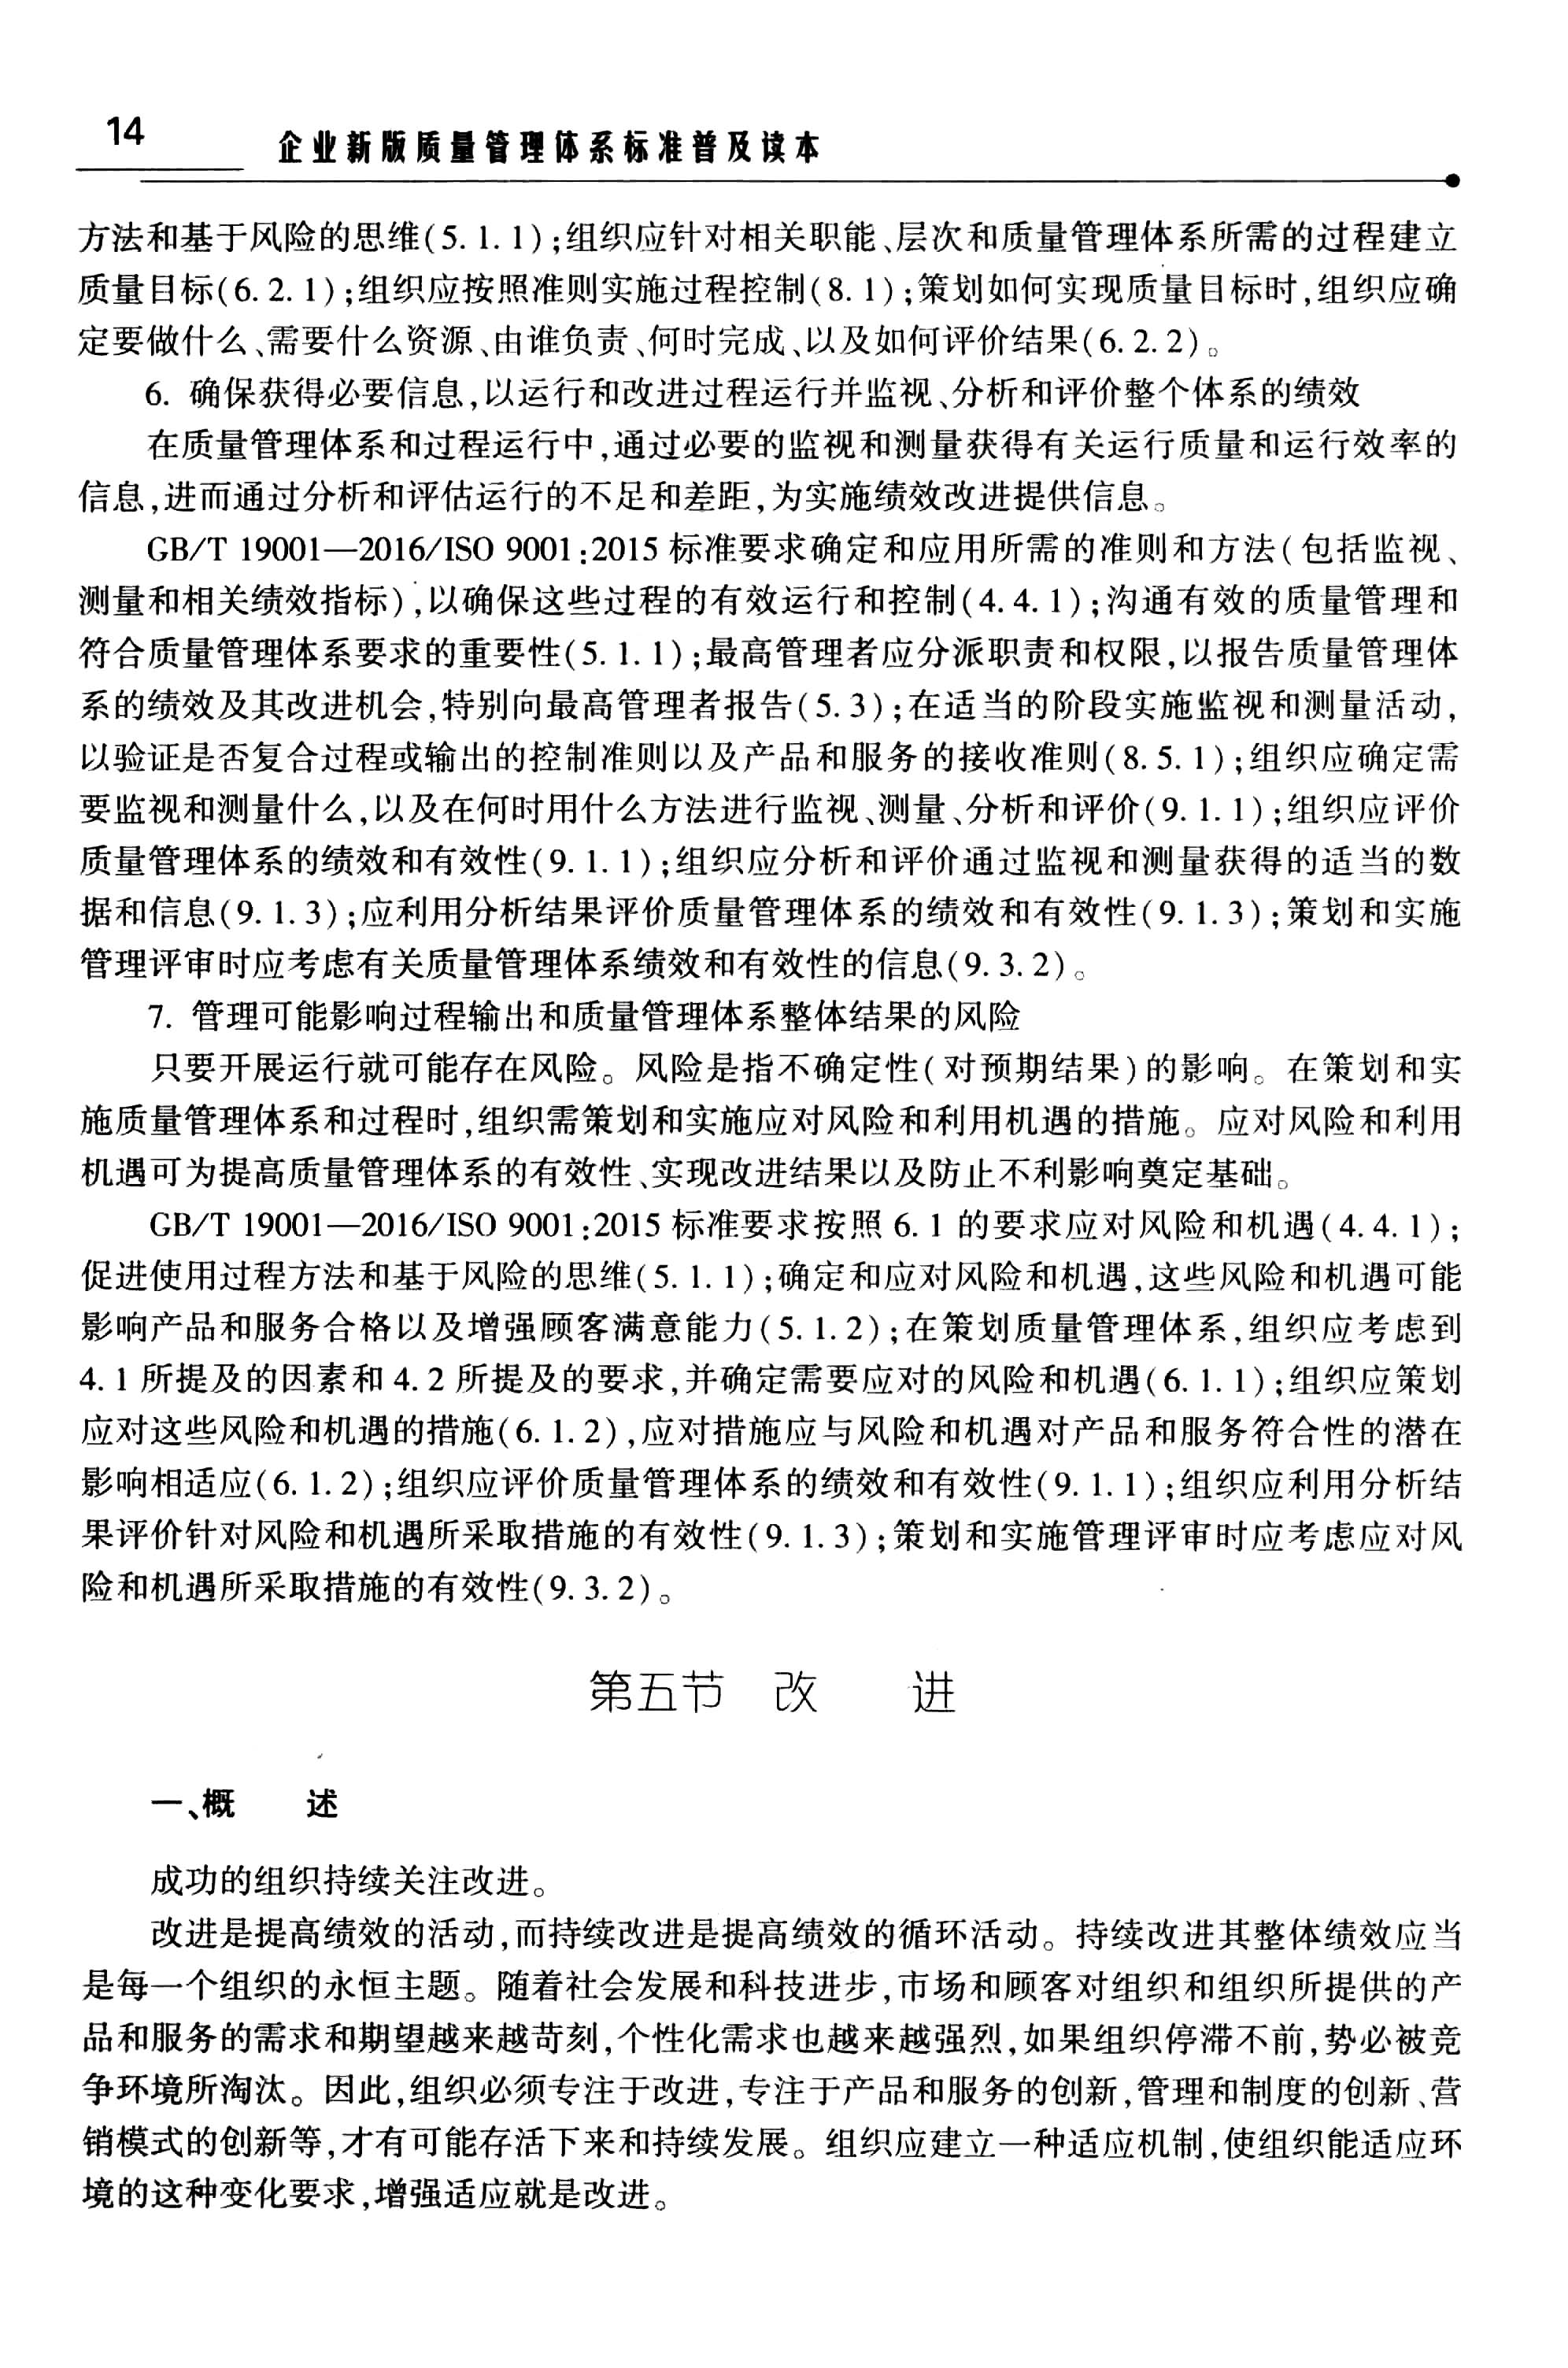 14
企业新版质量管理体系标准普及读本
方法和基于风险的思维(5.1.1);组织应针对相关职能、层次和质量管理体系所需的过程建立
质量目标(6.2.1);组织应按照准则实施过程控制(8.1);策划如何实现质量目标时,组织应确
定要做什么、需要什么资源、由谁负责、何时完成、以及如何评价结果(6.2.2)。
6. 确保获得必要信息,以运行和改进过程运行并监视、分析和评价整个体系的绩效
在质量管理体系和过程运行中,通过必要的监视和测量获得有关运行质量和运行效率的
信息,进而通过分析和评估运行的不足和差距,为实施绩效改进提供信息。
GB/T 19001—2016/ISO 9001:2015 标准要求确定和应用所需的准则和方法(包括监视、
测量和相关绩效指标),以确保这些过程的有效运行和控制(4.4.1);沟通有效的质量管理和
符合质量管理体系要求的重要性(5.1.1);最高管理者应分派职责和权限,以报告质量管理体
系的绩效及其改进机会,特别向最高管理者报告(5.3);在适当的阶段实施监视和测量活动,
以验证是否复合过程或输出的控制准则以及产品和服务的接收准则(8.5.1);组织应确定需
要监视和测量什么,以及在何时用什么方法进行监视、测量、分析和评价(9.1.1);组织应评价
质量管理体系的绩效和有效性(9.1.1);组织应分析和评价通过监视和测量获得的适当的数
据和信息(9.1.3);应利用分析结果评价质量管理体系的绩效和有效性(9.1.3);策划和实施
管理评审时应考虑有关质量管理体系绩效和有效性的信息(9.3.2)。
7. 管理可能影响过程输出和质量管理体系整体结果的风险
只要开展运行就可能存在风险。风险是指不确定性(对预期结果)的影响。在策划和实
施质量管理体系和过程时,组织需策划和实施应对风险和利用机遇的措施。应对风险和利用
机遇可为提高质量管理体系的有效性、实现改进结果以及防止不利影响奠定基础。
GB/T 19001—2016/ISO 9001:2015 标准要求按照 6.1 的要求应对风险和机遇(4.4.1);
促进使用过程方法和基于风险的思维(5.1.1);确定和应对风险和机遇,这些风险和机遇可能
影响产品和服务合格以及增强顾客满意能力(5.1.2);在策划质量管理体系,组织应考虑到
4.1 所提及的因素和 4.2 所提及的要求,并确定需要应对的风险和机遇(6.1.1);组织应策划
应对这些风险和机遇的措施(6.1.2),应对措施应与风险和机遇对产品和服务符合性的潜在
影响相适应(6.1.2);组织应评价质量管理体系的绩效和有效性(9.1.1);组织应利用分析结
果评价针对风险和机遇所采取措施的有效性(9.1.3);策划和实施管理评审时应考虑应对风
险和机遇所采取措施的有效性(9.3.2)。
第五节 改 进
一、概 述
成功的组织持续关注改进。
改进是提高绩效的活动,而持续改进是提高绩效的循环活动。持续改进其整体绩效应当
是每一个组织的永恒主题。随着社会发展和科技进步,市场和顾客对组织和组织所提供的产
品和服务的需求和期望越来越苛刻,个性化需求也越来越强烈,如果组织停滞不前,势必被竞
争环境所淘汰。因此,组织必须专注于改进,专注于产品和服务的创新,管理和制度的创新、营
销模式的创新等,才有可能存活下来和持续发展。组织应建立一种适应机制,使组织能适应环
境的这种变化要求,增强适应就是改进。